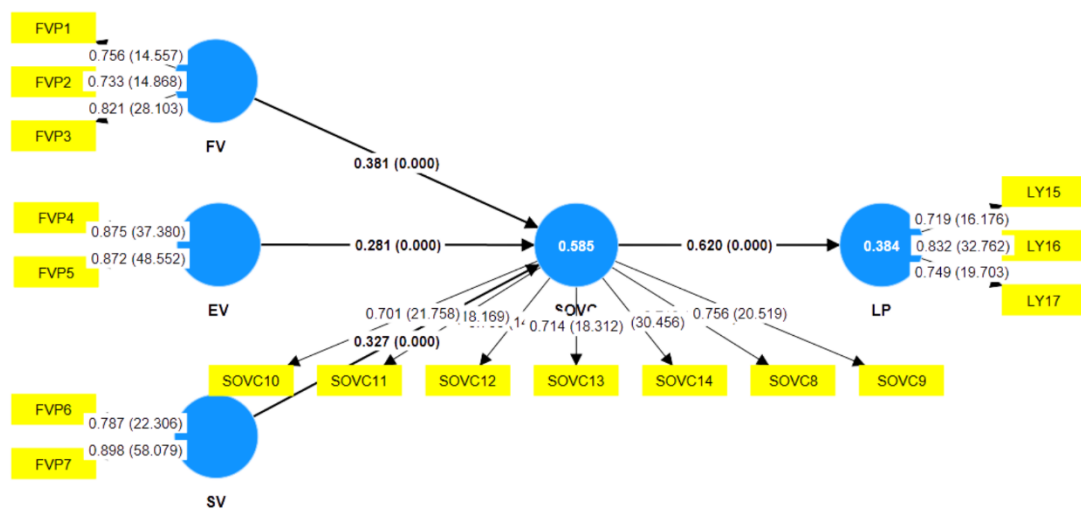 FVP1
0.756 (14.557)
FVP2
0.733 (14.868)
0.821 (28.103)
FVP3
FV
0.381 (0.000)
FVP4
0.875 (37.380)
0.872 (48.552)
FVP5
EV
0.281 (0.000)
0.585
0.620 (0.000)
0.384
LY15
0.719 (16.176)
0.832 (32.762)
LY16
0.749 (19.703)
LY17
SOVC
LP
0.701 (21.758)
18.169)
0.714 (18.312)
(30.456)
0.756 (20.519)
0.327 (0.000)
SOVC10
SOVC11
SOVC12
SOVC13
SOVC14
SOVC8
SOVC9
FVP6
0.787 (22.306)
0.898 (58.079)
FVP7
SV